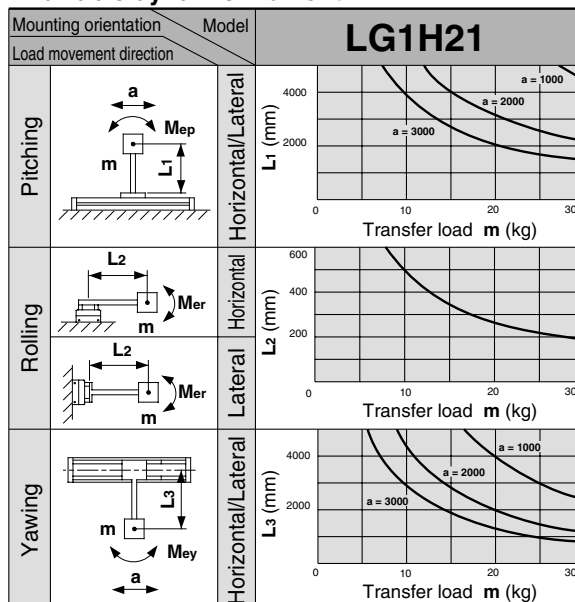 Mounting orientation Model
Load movement direction
LG1H21
Pitching
a
Mep
m
L1
Horizontal/Lateral
L1 (mm)
4000
2000
a = 1000
a = 2000
a = 3000
0 10 20 30
Transfer load m (kg)
Rolling
L2
Mer
m
Horizontal
L2
Mer
m
Lateral
L2 (mm)
600
400
200
0 10 20 30
Transfer load m (kg)
Yawing
L3
m
Mey
a
Horizontal/Lateral
L3 (mm)
4000
2000
a = 1000
a = 2000
a = 3000
0 10 20 30
Transfer load m (kg)